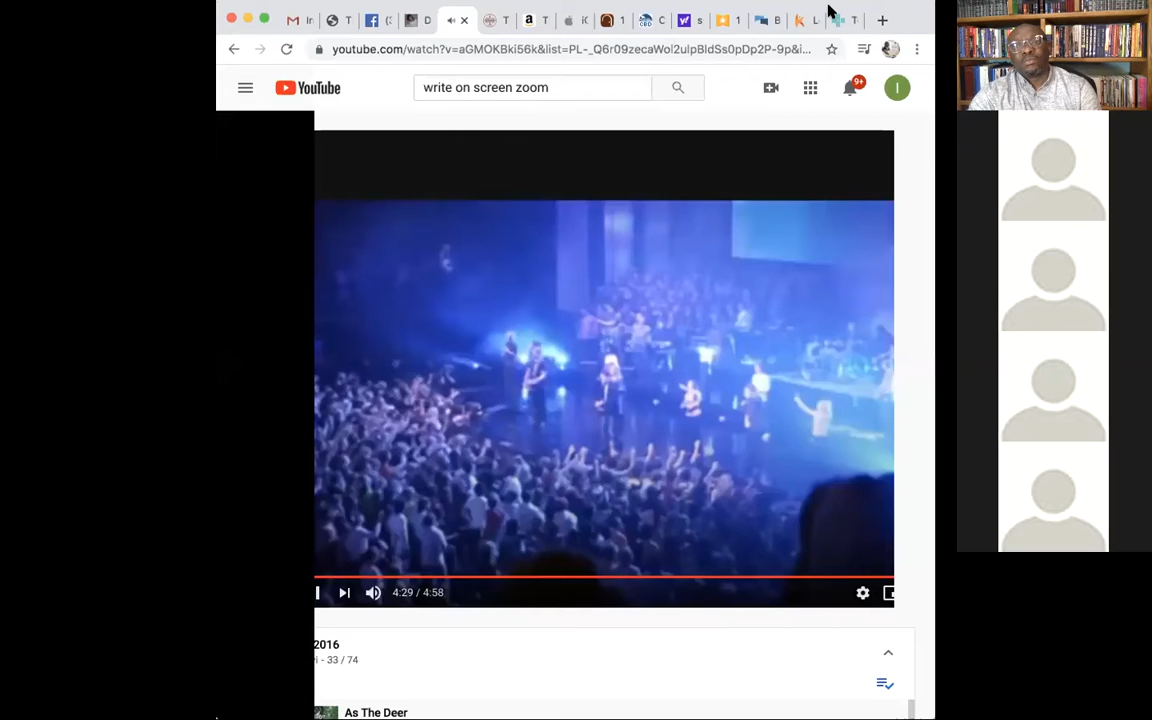 youtube.com/watch?v=aGMOKBki56k&list=PL-_Q6r09zecaWol2ulpBldSs0pDp2P-9p&i...
YouTube
write on screen zoom
9+
I
4:29 / 4:58
2016
- 33 / 74
As The Deer